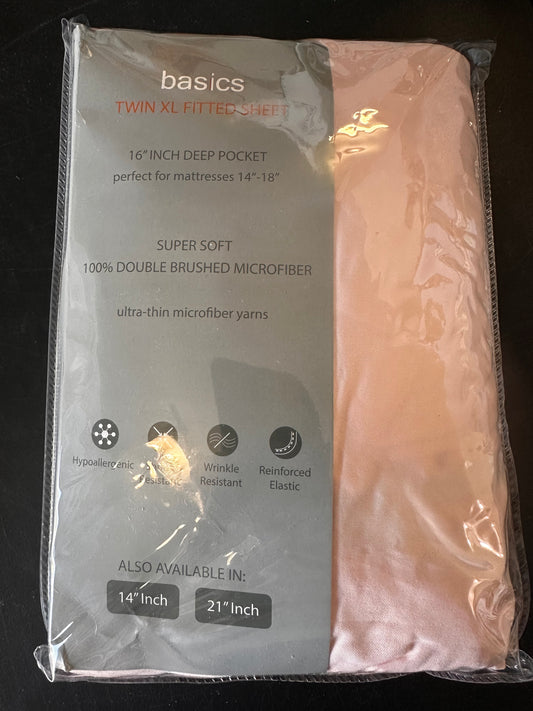 basics
TWIN XL FITTED SHEET
16" INCH DEEP POCKET
perfect for mattresses 14"-18"
SUPER SOFT
100% DOUBLE BRUSHED MICROFIBER
ultra-thin microfiber yarns
Hypoallergenic
Resistant
Wrinkle
Resistant
Reinforced
Elastic
ALSO AVAILABLE IN:
14" Inch
21" Inch